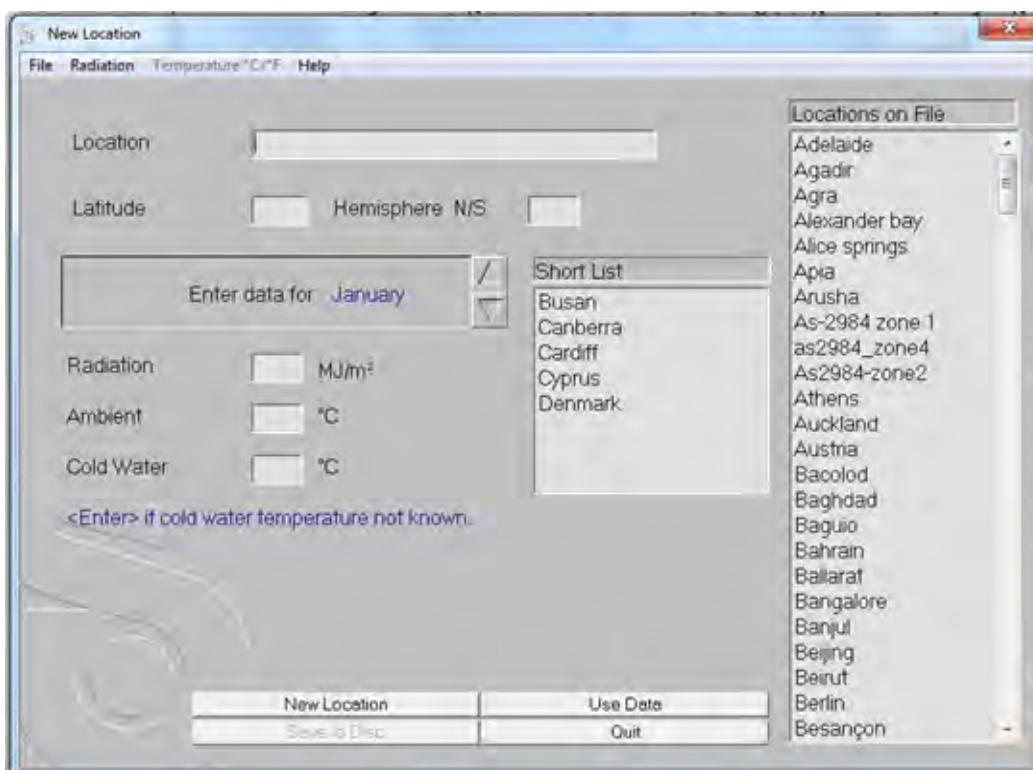 New Location
File Radiation Temperature °C/°F Help
Location
Latitude
Hemisphere N/S
Enter data for January
Radiation
MJ/m²
Ambient
°C
Cold Water
°C
<Enter> if cold water temperature not known.
Short List
Busan
Canberra
Cardiff
Cyprus
Denmark
Locations on File
Adelaide
Agadir
Agra
Alexander bay
Alice springs
Apia
Arusha
As-2984 zone 1
as2984_zone4
As2984-zone2
Athens
Auckland
Austria
Bacolod
Baghdad
Baguio
Bahrain
Ballarat
Bangalore
Banjul
Beijing
Beirut
Berlin
Besançon
New Location
Use Data
Save to Disc
Quit